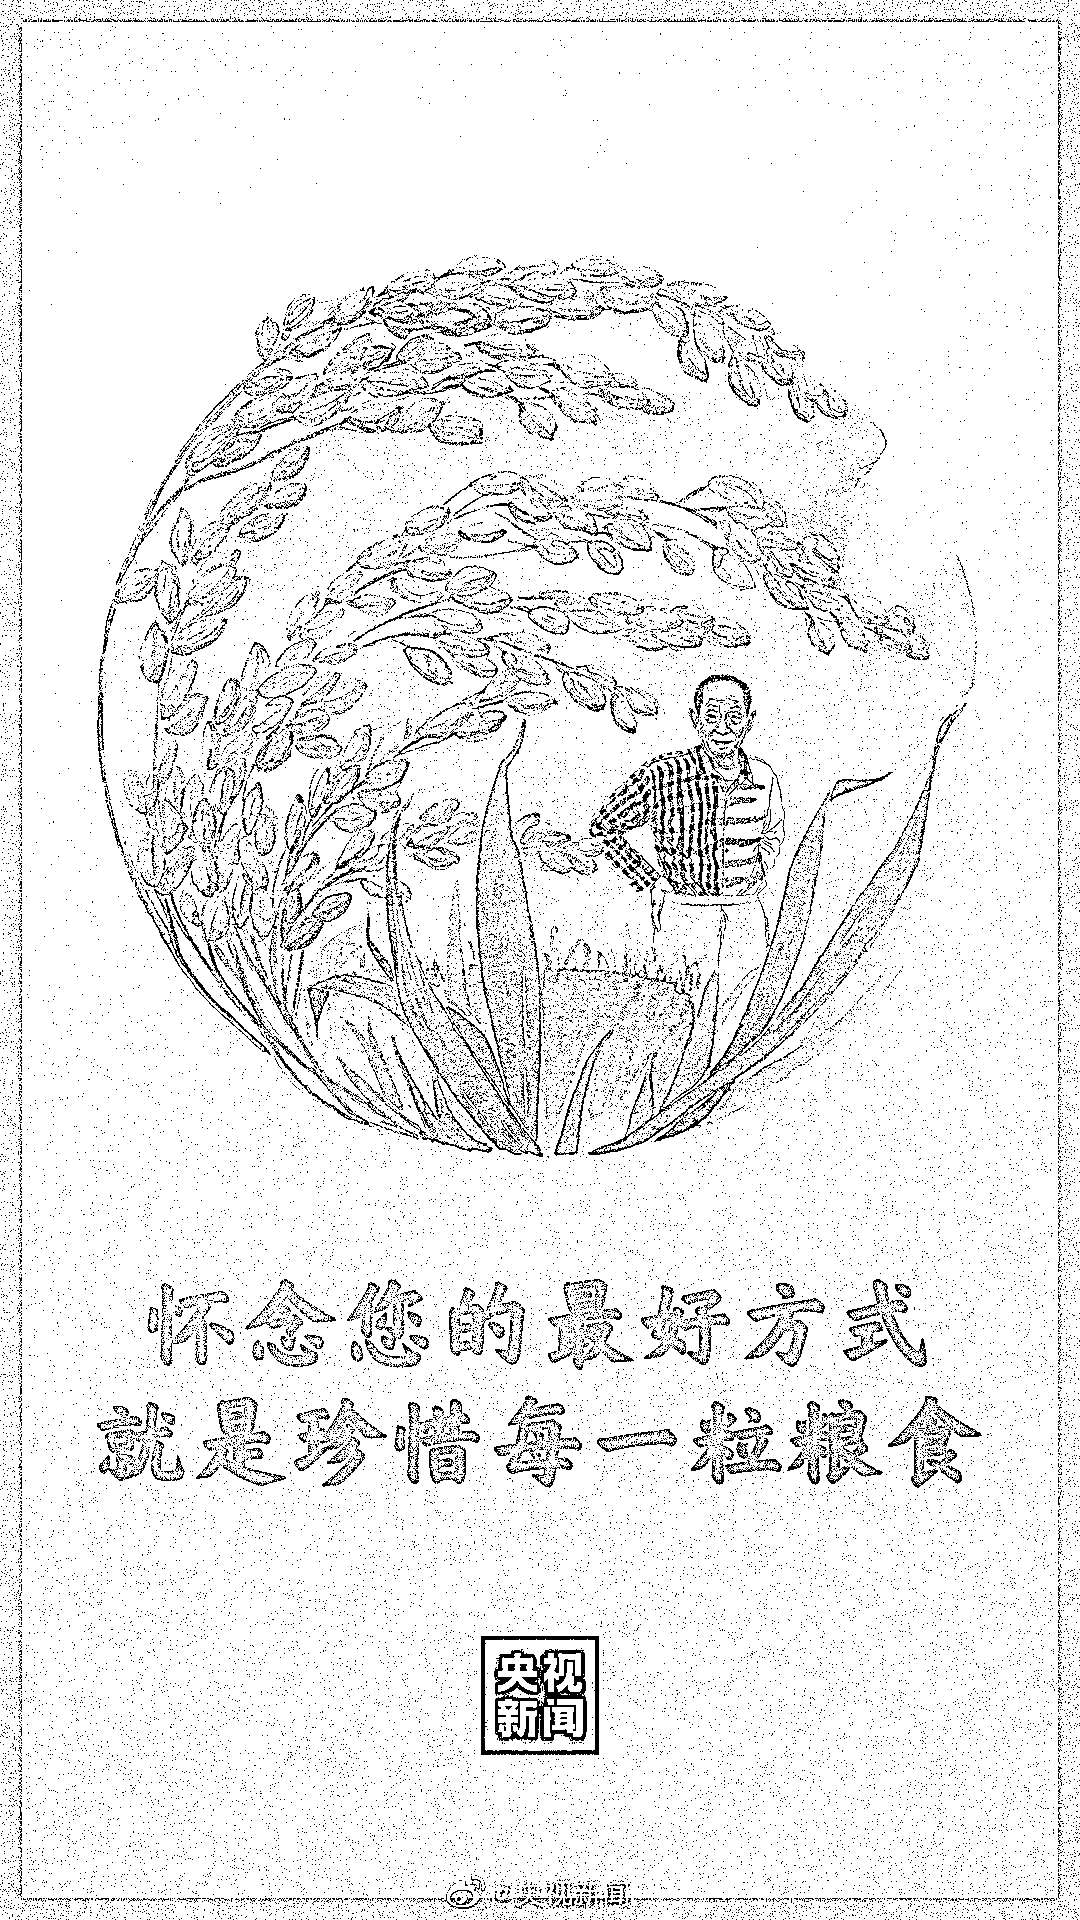 怀念您的最好方式
就是珍惜每一粒粮食
央视
新闻
@央视新闻